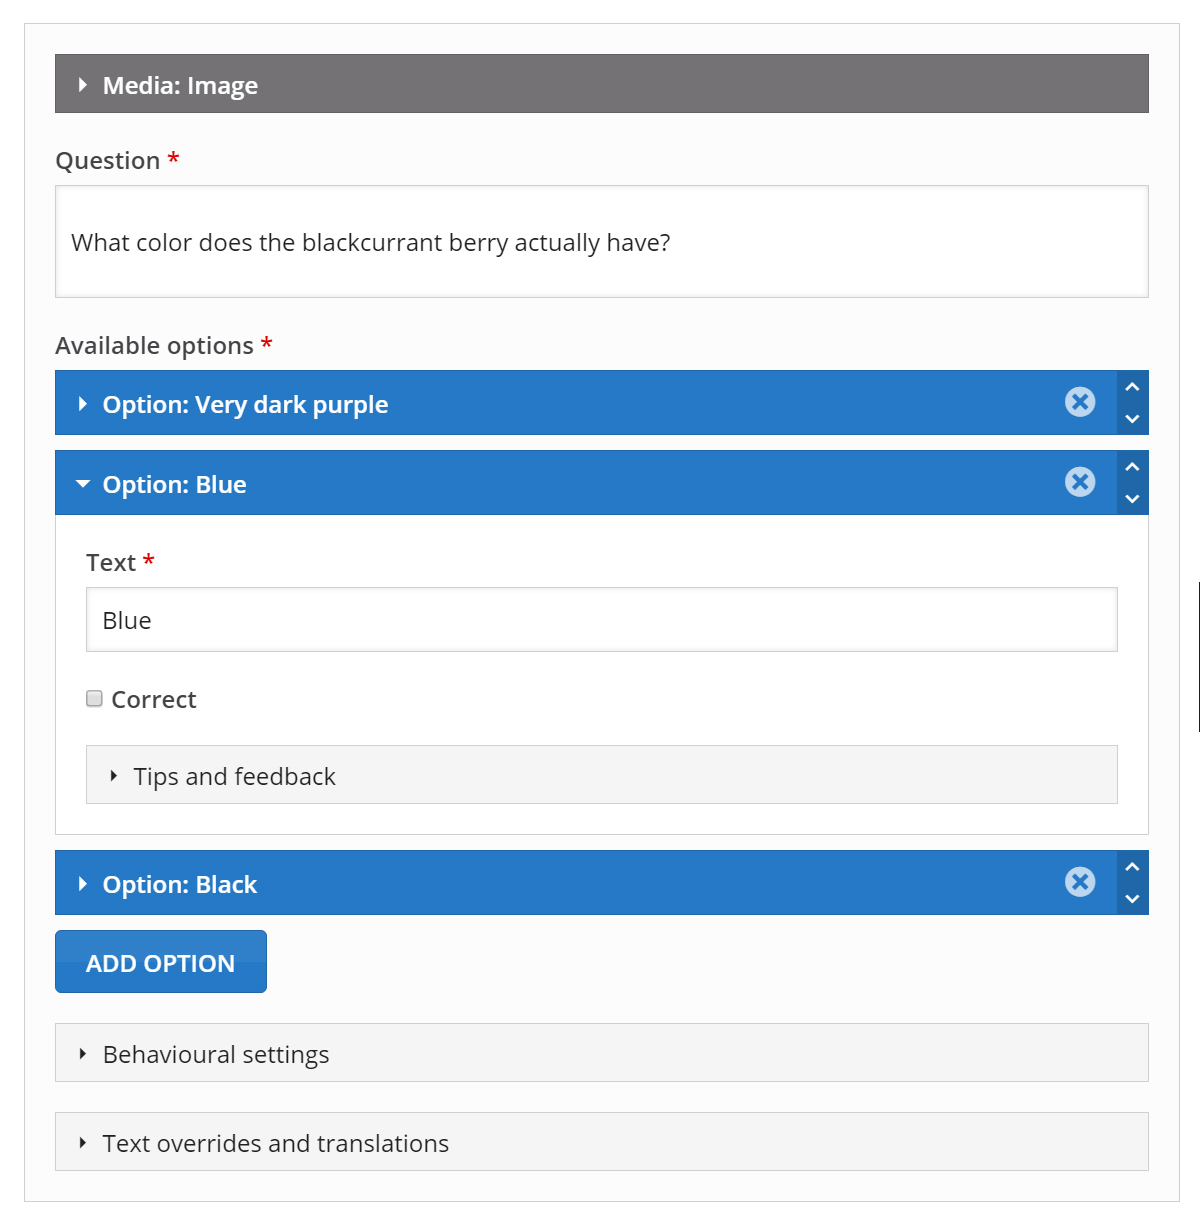 Media: Image
Question *
What color does the blackcurrant berry actually have?
Available options *
Option: Very dark purple
Option: Blue
Text *
Blue
Correct
Tips and feedback
Option: Black
ADD OPTION
Behavioural settings
Text overrides and translations